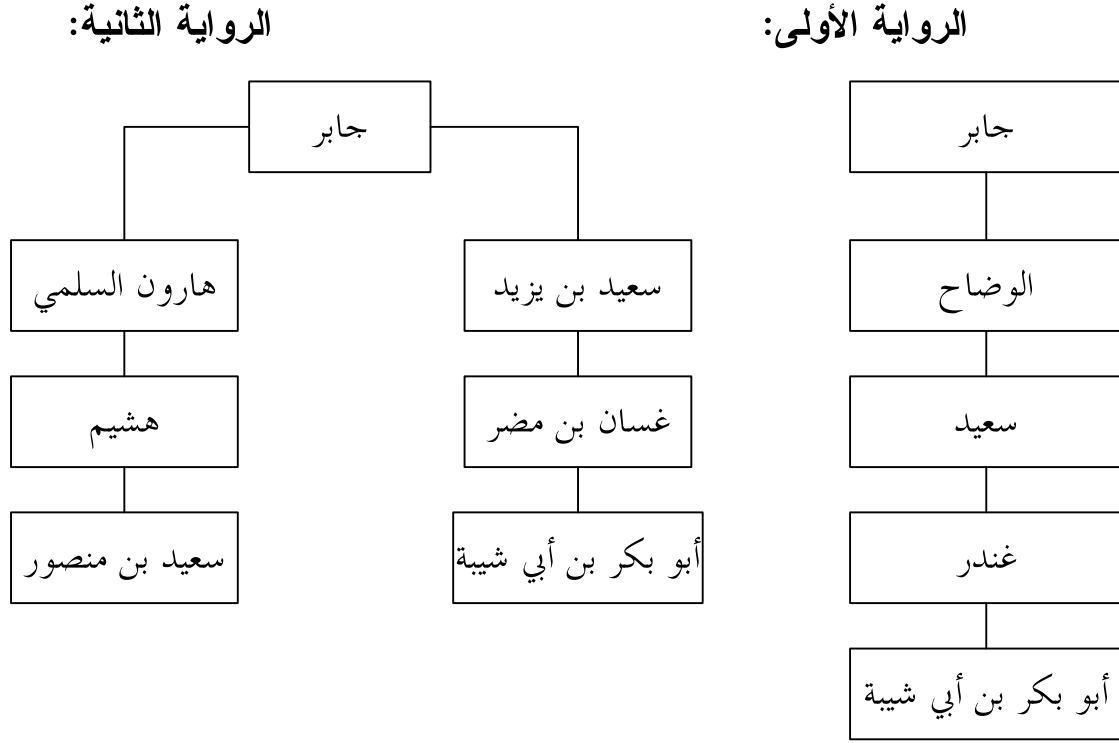 الرواية الأولى:
الرواية الثانية:
جابر
الوضاح
سعيد
غندر
أبو بكر بن أبي شيبة
جابر
سعيد بن يزيد
غسان بن مضر
أبو بكر بن أبي شيبة
هارون السلمي
هشيم
سعيد بن منصور